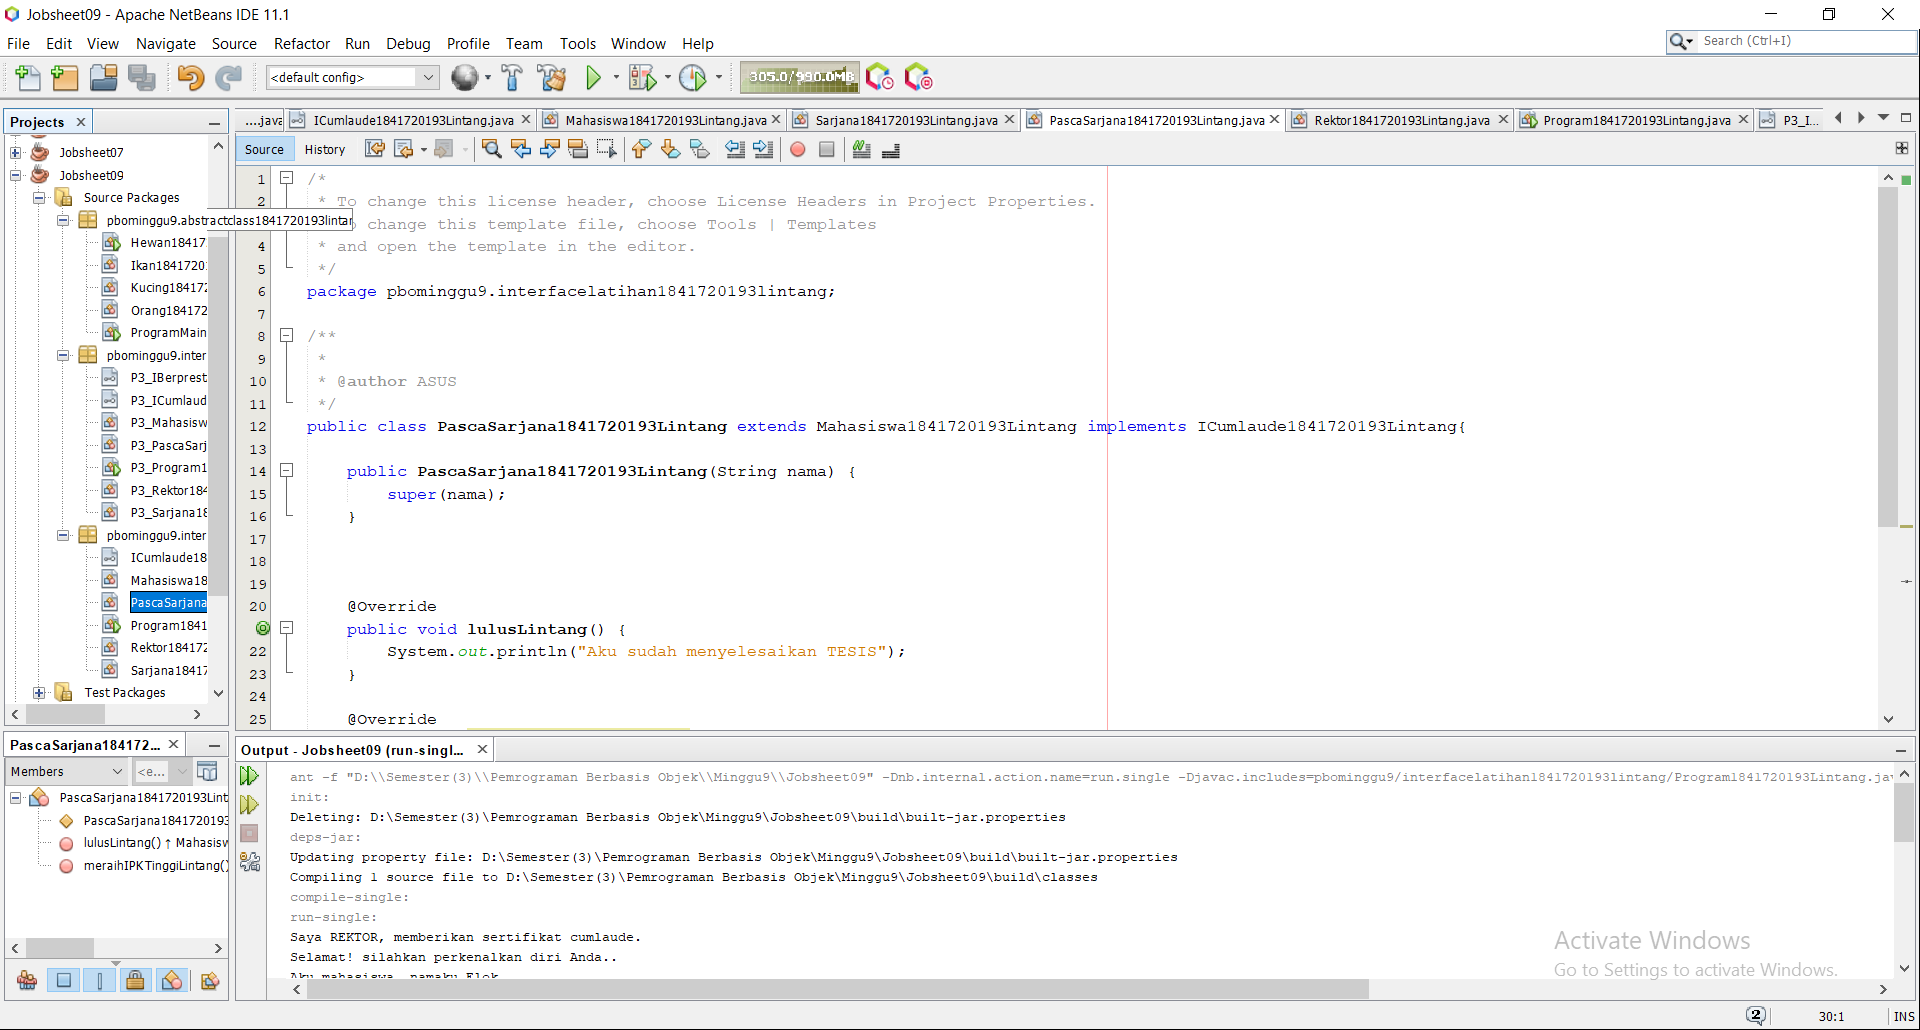 Jobsheet09 - Apache NetBeans IDE 11.1
File Edit View Navigate Source Refactor Run Debug Profile Team Tools Window Help
Search (Ctrl+I)
<default config>
305.0/990.0MB
Projects
Jobsheet07
Jobsheet09
Source Packages
pbominggu9.abstractclass1841720193lintar
Hewan18417
Ikan1841720
Kucing18417
Orang184172
ProgramMain
pbominggu9.inter
P3_IBerprest
P3_ICumlaud
P3_Mahasisw
P3_PascaSarj
P3_Program1
P3_Rektor184
P3_Sarjana18
pbominggu9.inter
ICumlaude18
Mahasiswa18
PascaSarjana
Program1841
Rektor184172
Sarjana18417
Test Packages
....java ICumlaude1841720193Lintang.java Mahasiswa1841720193Lintang.java Sarjana1841720193Lintang.java PascaSarjana1841720193Lintang.java Rektor1841720193Lintang.java Program1841720193Lintang.java P3_I...
Source History
1 /*
2 * To change this license header, choose License Headers in Project Properties.
change this template file, choose Tools | Templates
4 * and open the template in the editor.
5 */
6 package pbominggu9.interfacelatihan1841720193lintang;
7
8 /**
9 *
10 * @author ASUS
11 */
12 public class PascaSarjana1841720193Lintang extends Mahasiswa1841720193Lintang implements ICumlaude1841720193Lintang{
13
14 public PascaSarjana1841720193Lintang(String nama) {
15 super(nama);
16 }
17
18
19
20 @Override
public void lulusLintang() {
22 System.out.println("Aku sudah menyelesaikan TESIS");
23 }
24
25 @Override
PascaSarjana184172...
Members <e...
PascaSarjana1841720193Lint
PascaSarjana1841720193
lulusLintang() ↑ Mahasisw
meraihIPKTinggiLintang()
Output - Jobsheet09 (run-singl...
ant -f "D:\\Semester(3)\\Pemrograman Berbasis Objek\\Minggu9\\Jobsheet09" -Dnb.internal.action.name=run.single -Djavac.includes=pbominggu9/interfacelatihan1841720193lintang/Program1841720193Lintang.jav
init:
Deleting: D:\Semester(3)\Pemrograman Berbasis Objek\Minggu9\Jobsheet09\build\built-jar.properties
deps-jar:
Updating property file: D:\Semester(3)\Pemrograman Berbasis Objek\Minggu9\Jobsheet09\build\built-jar.properties
Compiling 1 source file to D:\Semester(3)\Pemrograman Berbasis Objek\Minggu9\Jobsheet09\build\classes
compile-single:
run-single:
Saya REKTOR, memberikan sertifikat cumlaude.
Selamat! silahkan perkenalkan diri Anda..
Aku mahasiswa, namaku Elok
Activate Windows
Go to Settings to activate Windows.
2
30:1 INS